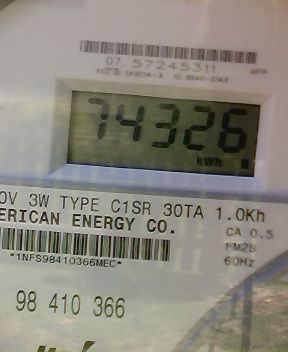 07 57245311
74326
kWh
0V 3W TYPE C1SR 30TA 1.0Kh
ERICAN ENERGY CO.
CA 0.5
FM2S
60Hz
*1NFS98410366MEC*
98 410 366